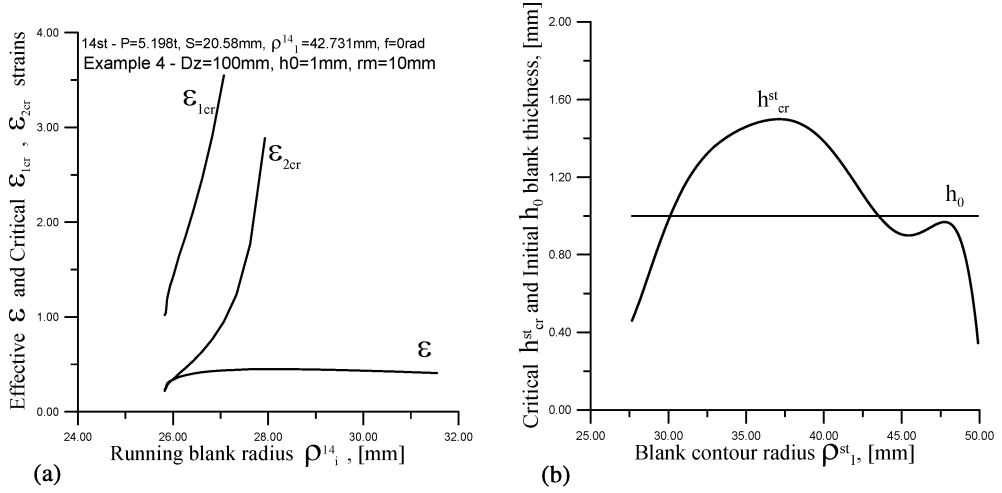 Effective ε and Critical ε1cr , ε2cr strains
4.00
3.00
2.00
1.00
0.00
14st - P=5.198t, S=20.58mm, ρ¹⁴₁=42.731mm, f=0rad
Example 4 - Dz=100mm, h0=1mm, rm=10mm
ε1cr
ε2cr
ε
24.00 26.00 28.00 30.00 32.00
Running blank radius ρ¹⁴ᵢ , [mm]
(a)
Critical hˢᵗcr and Initial h₀ blank thickness, [mm]
2.00
1.60
1.20
0.80
0.40
0.00
hˢᵗcr
h₀
25.00 30.00 35.00 40.00 45.00 50.00
Blank contour radius ρˢᵗ₁, [mm]
(b)